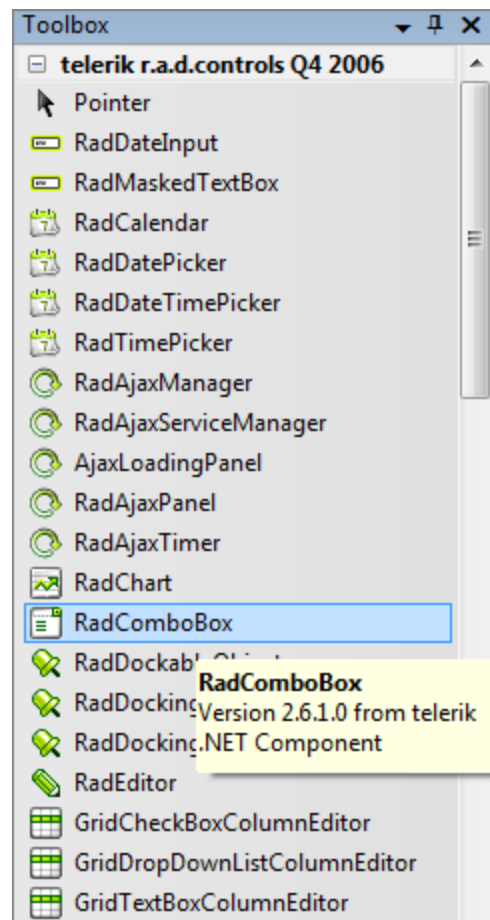 Toolbox
telerik r.a.d.controls Q4 2006
Pointer
RadDateInput
RadMaskedTextBox
RadCalendar
RadDatePicker
RadDateTimePicker
RadTimePicker
RadAjaxManager
RadAjaxServiceManager
AjaxLoadingPanel
RadAjaxPanel
RadAjaxTimer
RadChart
RadComboBox
RadComboBox
Version 2.6.1.0 from telerik
.NET Component
RadDocking
RadDocking
RadEditor
GridCheckBoxColumnEditor
GridDropDownListColumnEditor
GridTextBoxColumnEditor